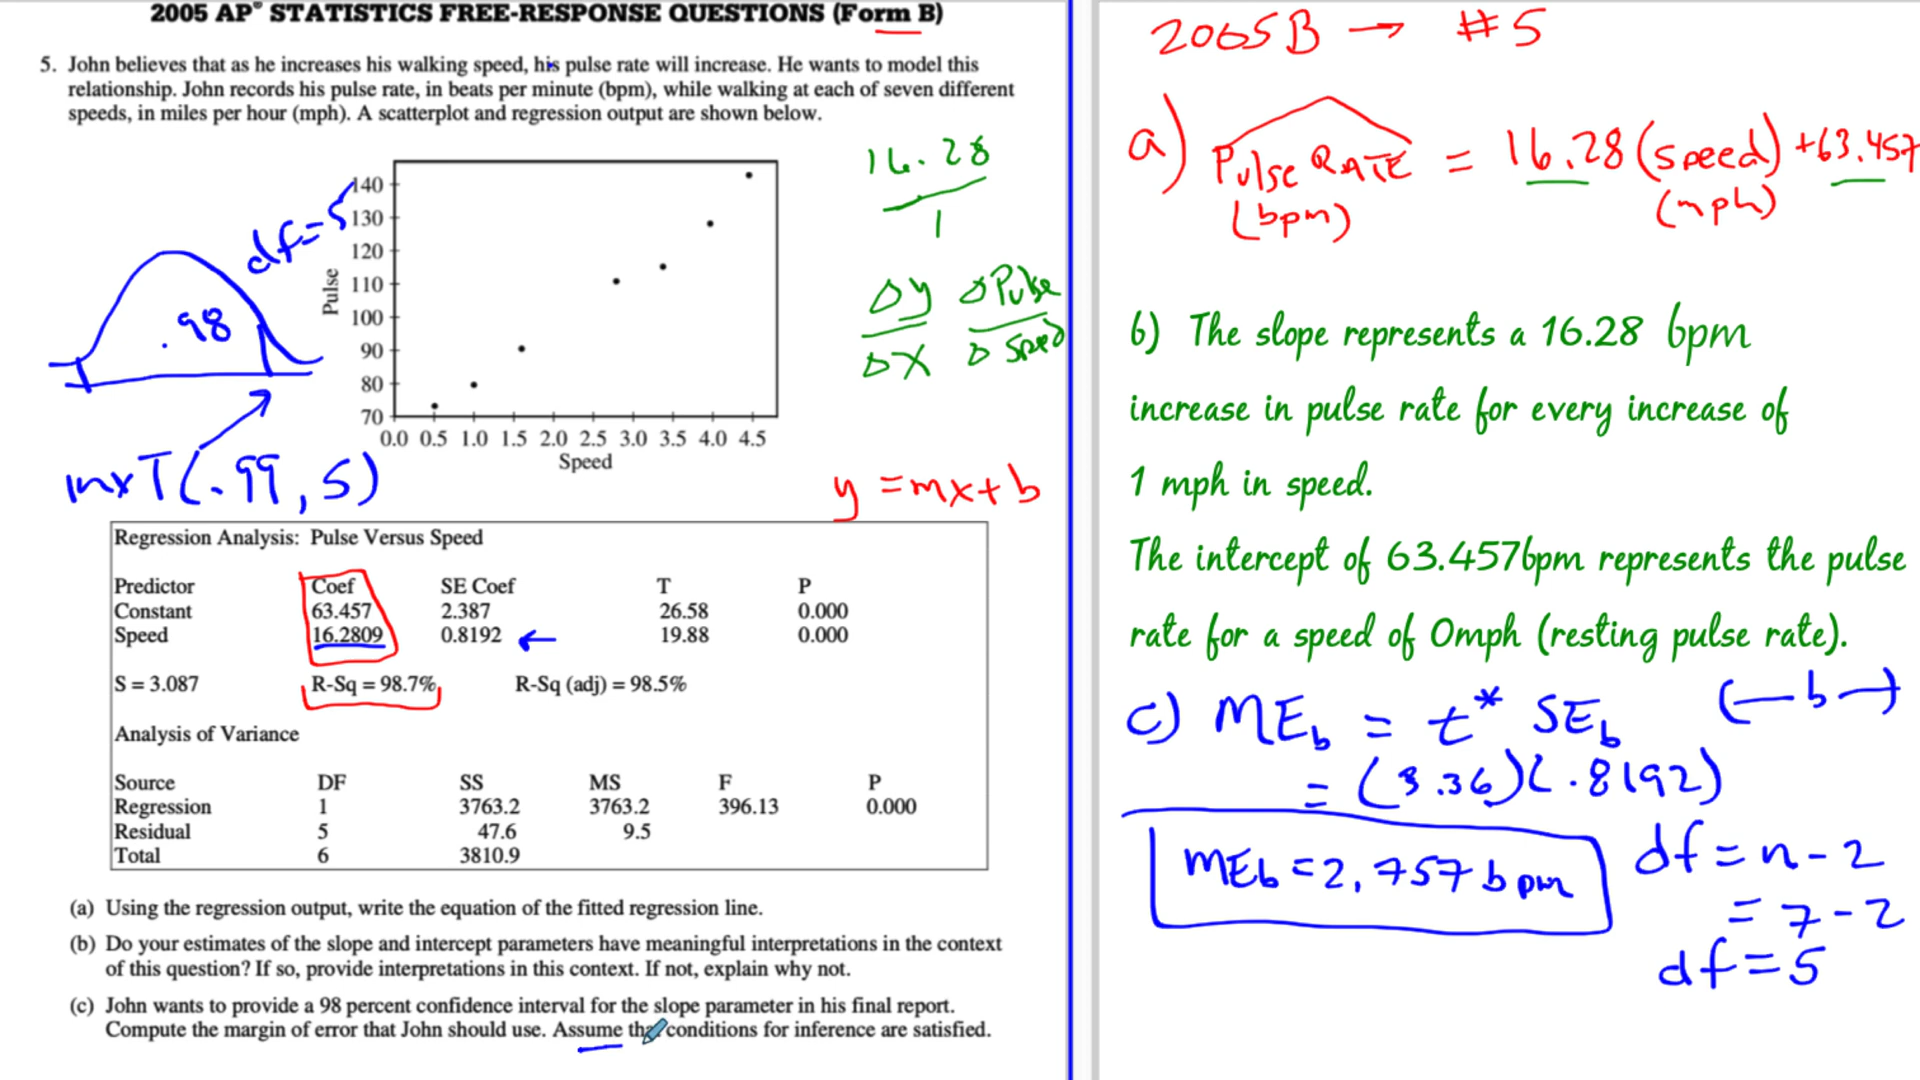 2005 AP® STATISTICS FREE-RESPONSE QUESTIONS (Form B)
5. John believes that as he increases his walking speed, his pulse rate will increase. He wants to model this
relationship. John records his pulse rate, in beats per minute (bpm), while walking at each of seven different
speeds, in miles per hour (mph). A scatterplot and regression output are shown below.
140
130
120
110
100
90
80
70
Pulse
0.0 0.5 1.0 1.5 2.0 2.5 3.0 3.5 4.0 4.5
Speed
df=5
.98
invT(.99,5)
16.28
1
Δy ΔPulse
ΔX Δ Speed
y = mx+b
Regression Analysis: Pulse Versus Speed
Predictor Coef SE Coef T P
Constant 63.457 2.387 26.58 0.000
Speed 16.2809 0.8192 19.88 0.000
S = 3.087 R-Sq = 98.7% R-Sq (adj) = 98.5%
Analysis of Variance
Source DF SS MS F P
Regression 1 3763.2 3763.2 396.13 0.000
Residual 5 47.6 9.5
Total 6 3810.9
(a) Using the regression output, write the equation of the fitted regression line.
(b) Do your estimates of the slope and intercept parameters have meaningful interpretations in the context
of this question? If so, provide interpretations in this context. If not, explain why not.
(c) John wants to provide a 98 percent confidence interval for the slope parameter in his final report.
Compute the margin of error that John should use. Assume the conditions for inference are satisfied.
2005B → #5
a) Pulse RATE = 16.28(speed)+63.457
(bpm) (mph)
b) The slope represents a 16.28 bpm
increase in pulse rate for every increase of
1 mph in speed.
The intercept of 63.457bpm represents the pulse
rate for a speed of 0mph (resting pulse rate).
c) MEb = t* SEb (—b—)
= (3.36)(.8192)
MEb=2.757bpm
df=n-2
=7-2
df=5